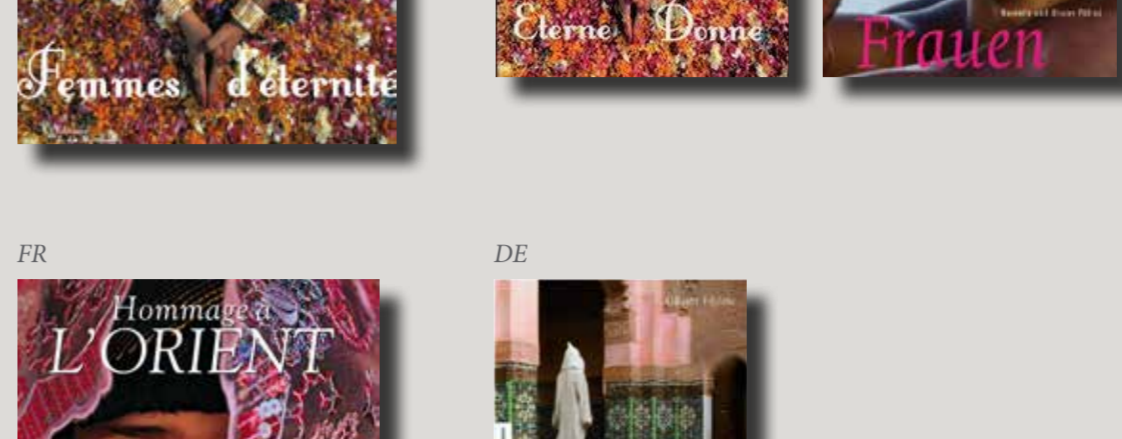 Femmes d'éternité
Eterne Donne
Frauen
FR
DE
Hommage à
L'ORIENT